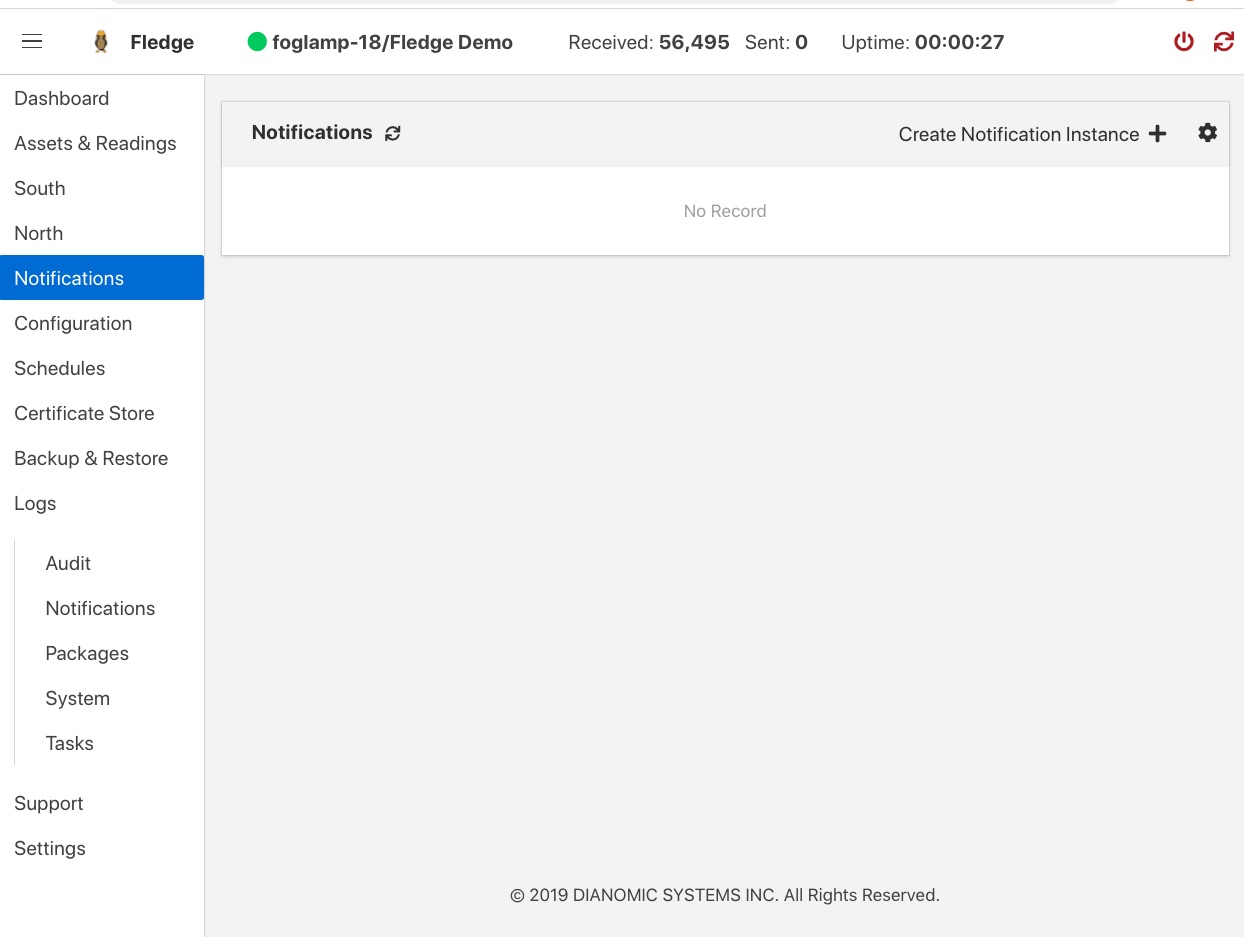 Fledge
foglamp-18/Fledge Demo
Received: 56,495 Sent: 0 Uptime: 00:00:27
Dashboard
Assets & Readings
South
North
Notifications
Configuration
Schedules
Certificate Store
Backup & Restore
Logs
Audit
Notifications
Packages
System
Tasks
Support
Settings
Notifications
Create Notification Instance
No Record
© 2019 DIANOMIC SYSTEMS INC. All Rights Reserved.